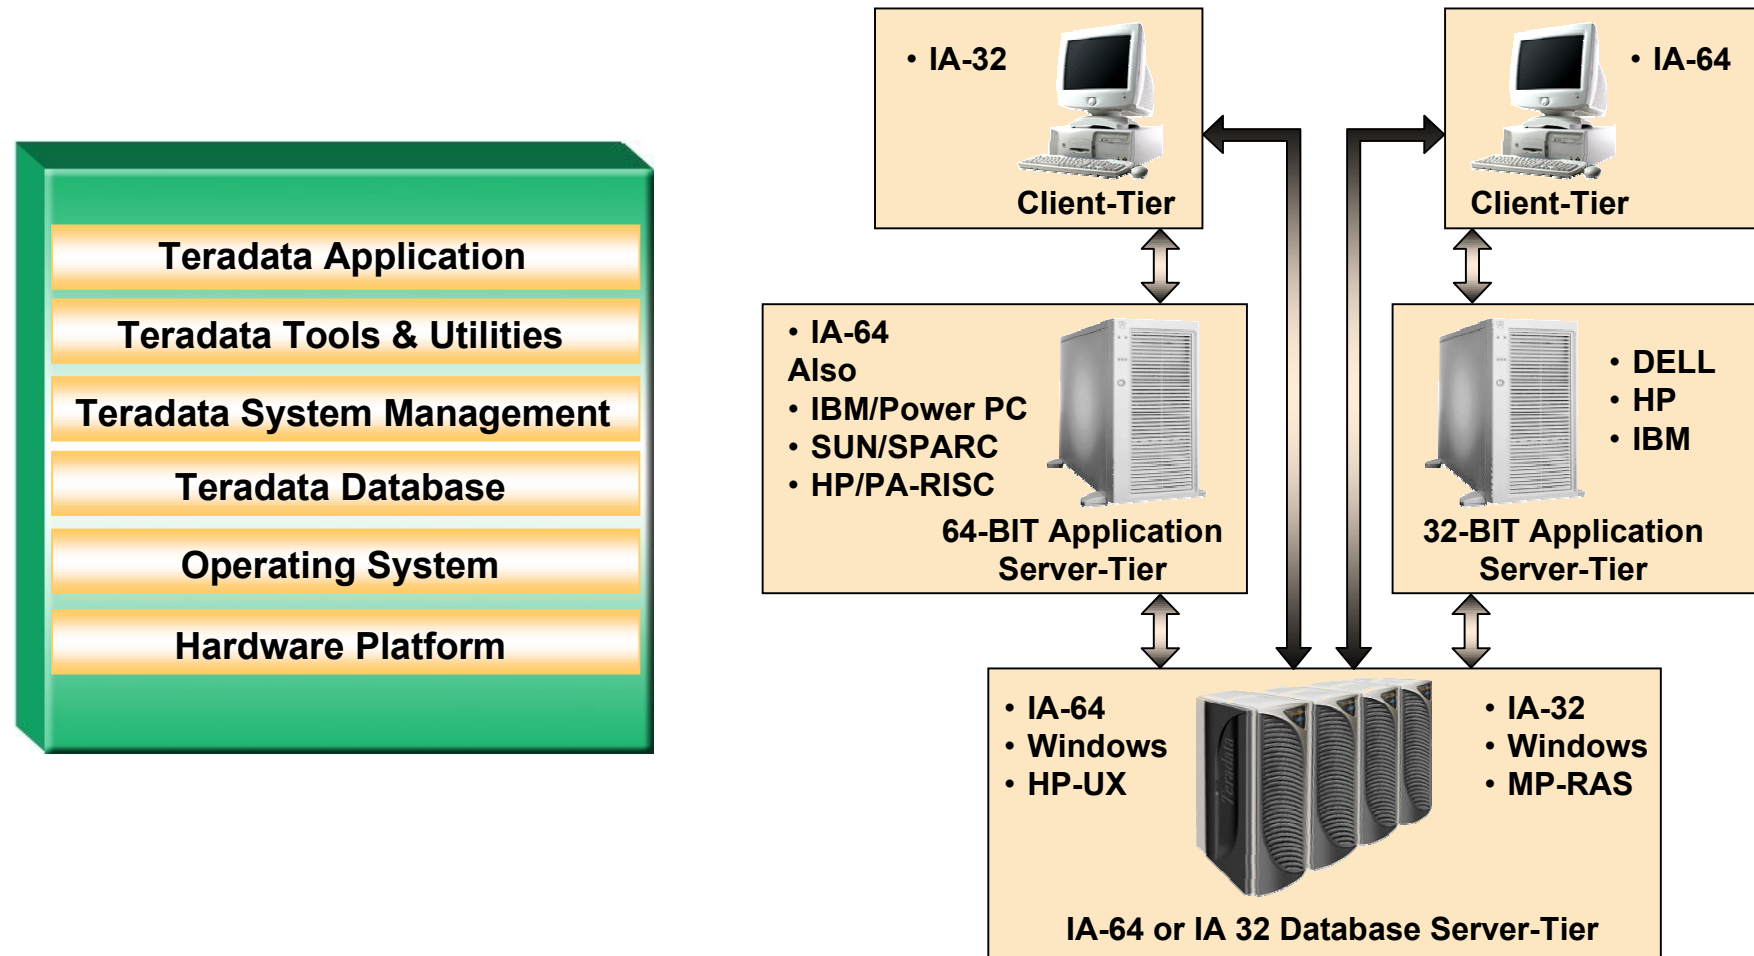 Teradata Application
Teradata Tools & Utilities
Teradata System Management
Teradata Database
Operating System
Hardware Platform
• IA-32
Client-Tier
• IA-64
Client-Tier
• IA-64
Also
• IBM/Power PC
• SUN/SPARC
• HP/PA-RISC
64-BIT Application
Server-Tier
• DELL
• HP
• IBM
32-BIT Application
Server-Tier
• IA-64
• Windows
• HP-UX
Teradata
• IA-32
• Windows
• MP-RAS
IA-64 or IA 32 Database Server-Tier